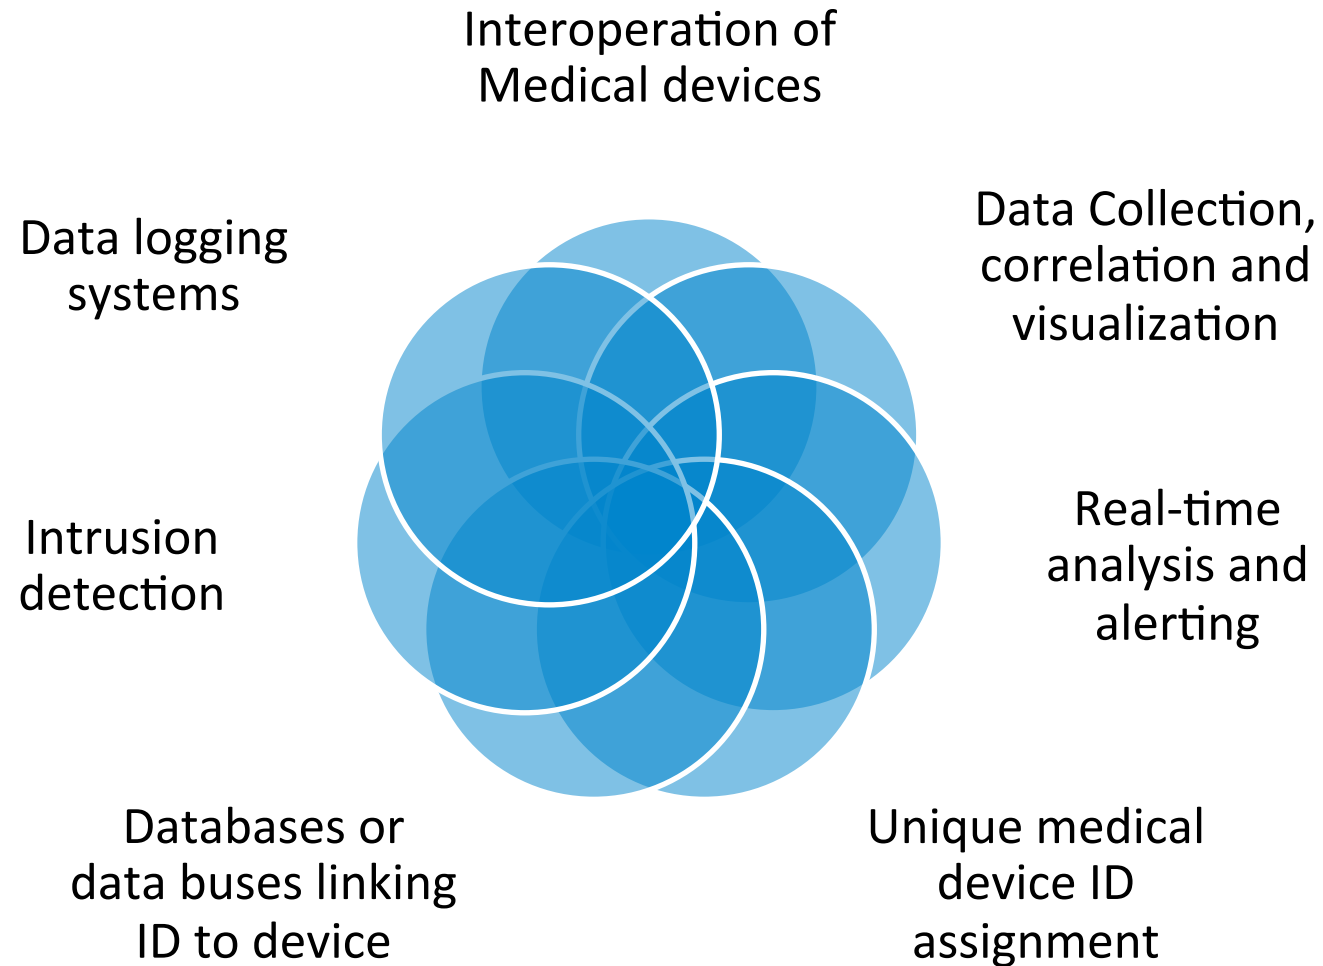 Interoperation of
Medical devices
Data Collection,
correlation and
visualization
Real-time
analysis and
alerting
Unique medical
device ID
assignment
Databases or
data buses linking
ID to device
Intrusion
detection
Data logging
systems